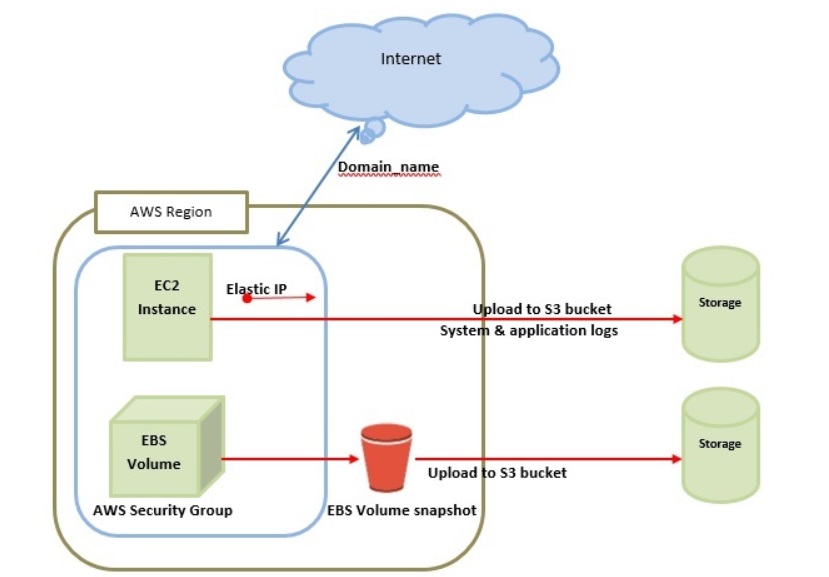 Internet
Domain_name
AWS Region
EC2
Instance
Elastic IP
Upload to S3 bucket
System & application logs
Storage
EBS
Volume
Upload to S3 bucket
Storage
AWS Security Group
EBS Volume snapshot